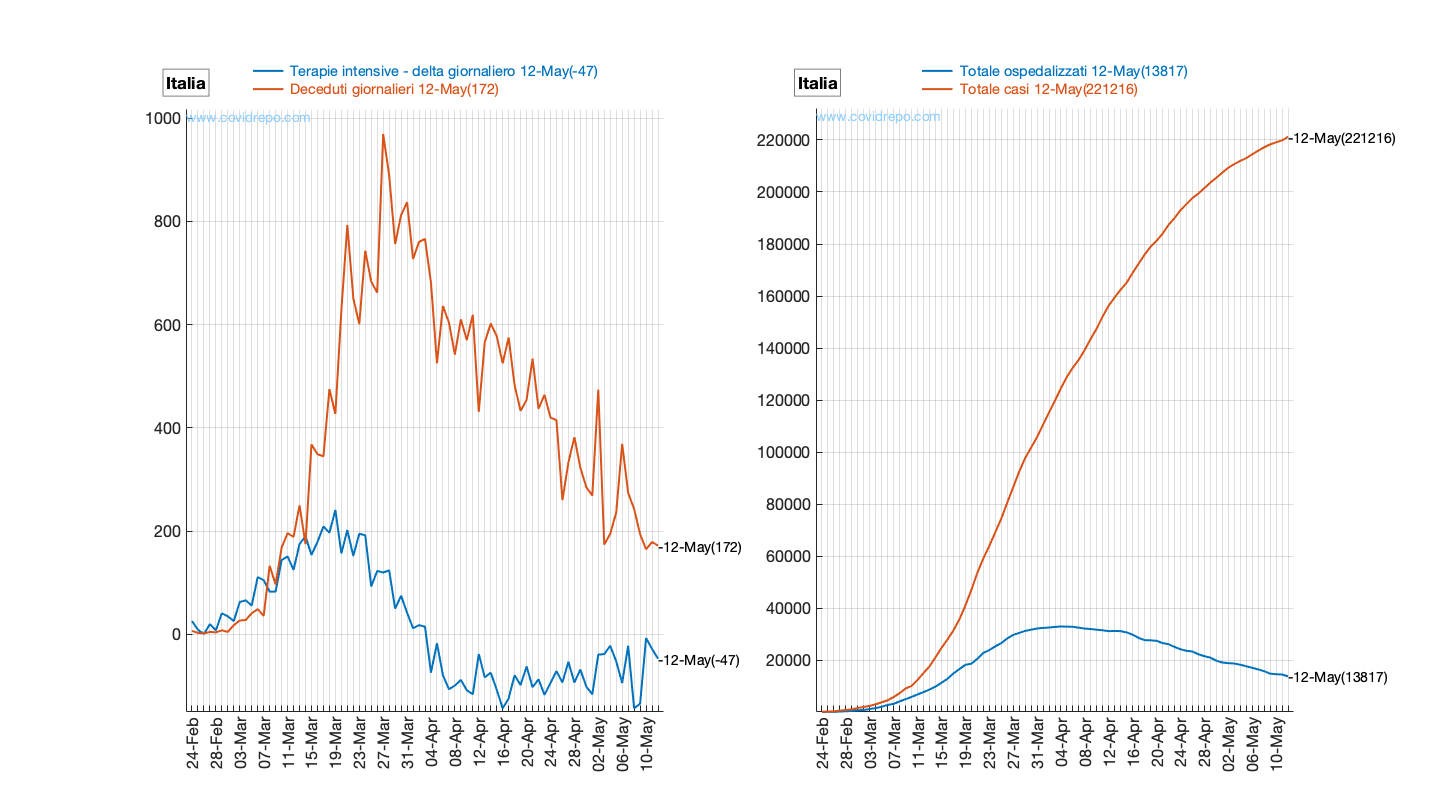 Italia
Terapie intensive - delta giornaliero 12-May(-47)
Deceduti giornalieri 12-May(172)
www.covidrepo.com
1000
800
600
400
200
0
12-May(172)
12-May(-47)
24-Feb
28-Feb
03-Mar
07-Mar
11-Mar
15-Mar
19-Mar
23-Mar
27-Mar
31-Mar
04-Apr
08-Apr
12-Apr
16-Apr
20-Apr
24-Apr
28-Apr
02-May
06-May
10-May
Italia
Totale ospedalizzati 12-May(13817)
Totale casi 12-May(221216)
www.covidrepo.com
220000
200000
180000
160000
140000
120000
100000
80000
60000
40000
20000
12-May(221216)
12-May(13817)
24-Feb
28-Feb
03-Mar
07-Mar
11-Mar
15-Mar
19-Mar
23-Mar
27-Mar
31-Mar
04-Apr
08-Apr
12-Apr
16-Apr
20-Apr
24-Apr
28-Apr
02-May
06-May
10-May